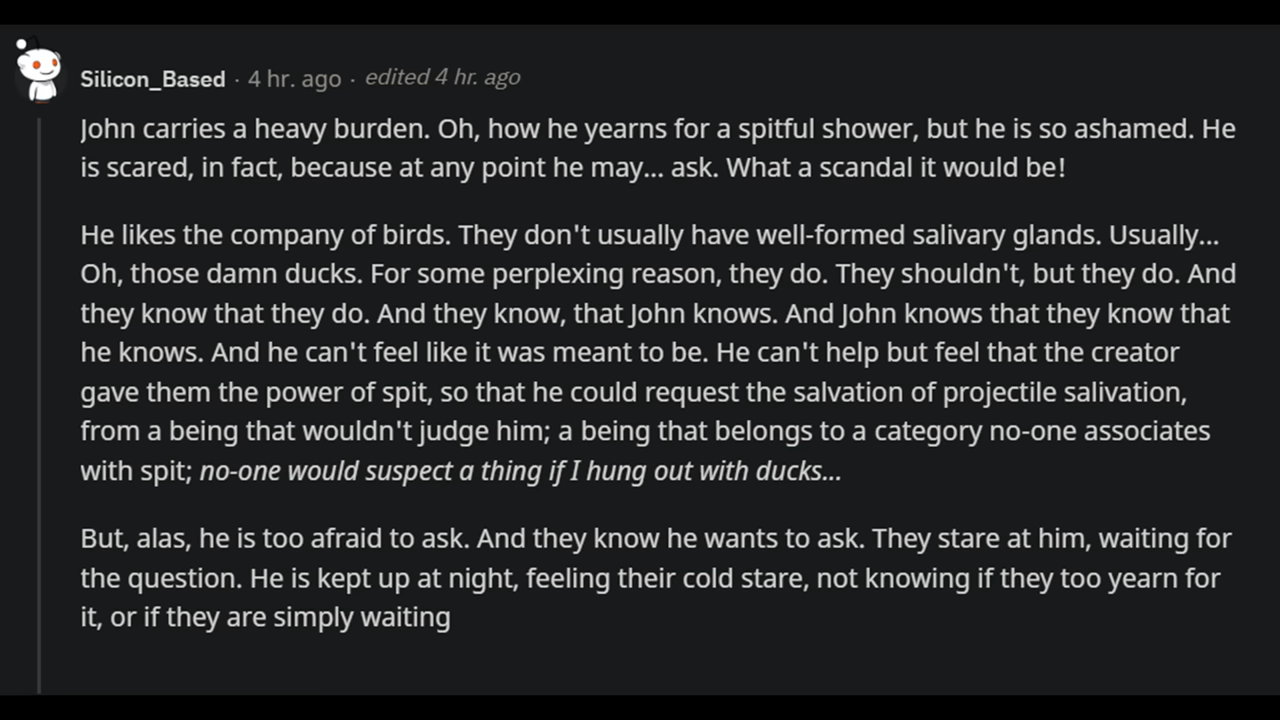 Silicon_Based · 4 hr. ago · edited 4 hr. ago
John carries a heavy burden. Oh, how he yearns for a spitful shower, but he is so ashamed. He
is scared, in fact, because at any point he may... ask. What a scandal it would be!
He likes the company of birds. They don't usually have well-formed salivary glands. Usually...
Oh, those damn ducks. For some perplexing reason, they do. They shouldn't, but they do. And
they know that they do. And they know, that John knows. And John knows that they know that
he knows. And he can't feel like it was meant to be. He can't help but feel that the creator
gave them the power of spit, so that he could request the salvation of projectile salivation,
from a being that wouldn't judge him; a being that belongs to a category no-one associates
with spit; no-one would suspect a thing if I hung out with ducks...
But, alas, he is too afraid to ask. And they know he wants to ask. They stare at him, waiting for
the question. He is kept up at night, feeling their cold stare, not knowing if they too yearn for
it, or if they are simply waiting